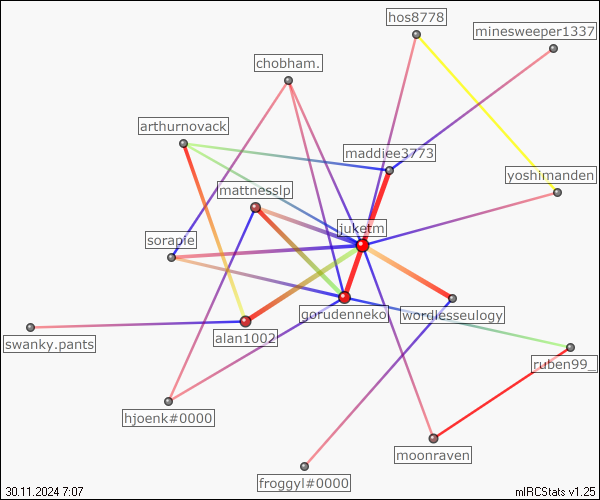 hos8778
minesweeper1337
chobham.
arthurnovack
maddiee3773
yoshimanden
mattnesslp
juketm
soraple
gorudenneko
wordlesseulogy
alan1002
swanky.pants
ruben99_
hjoenk#0000
moonraven
froggyl#0000
30.11.2024 7:07
mIRCStats v1.25